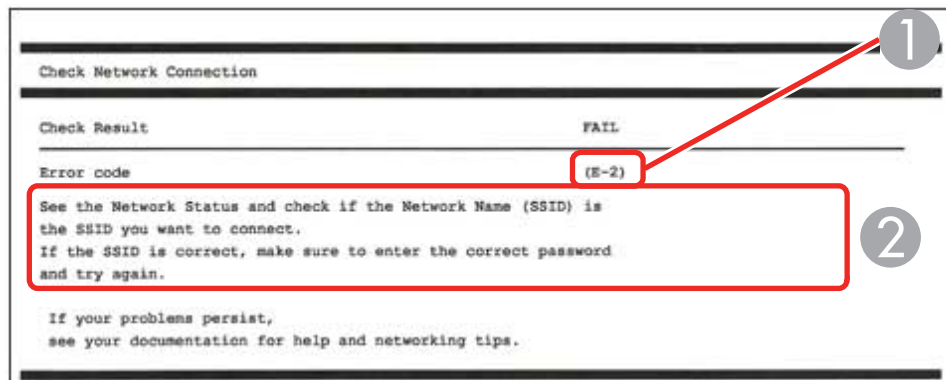 1
Check Network Connection
Check Result FAIL
Error code (E-2)
See the Network Status and check if the Network Name (SSID) is
the SSID you want to connect.
If the SSID is correct, make sure to enter the correct password
and try again.
2
If your problems persist,
see your documentation for help and networking tips.